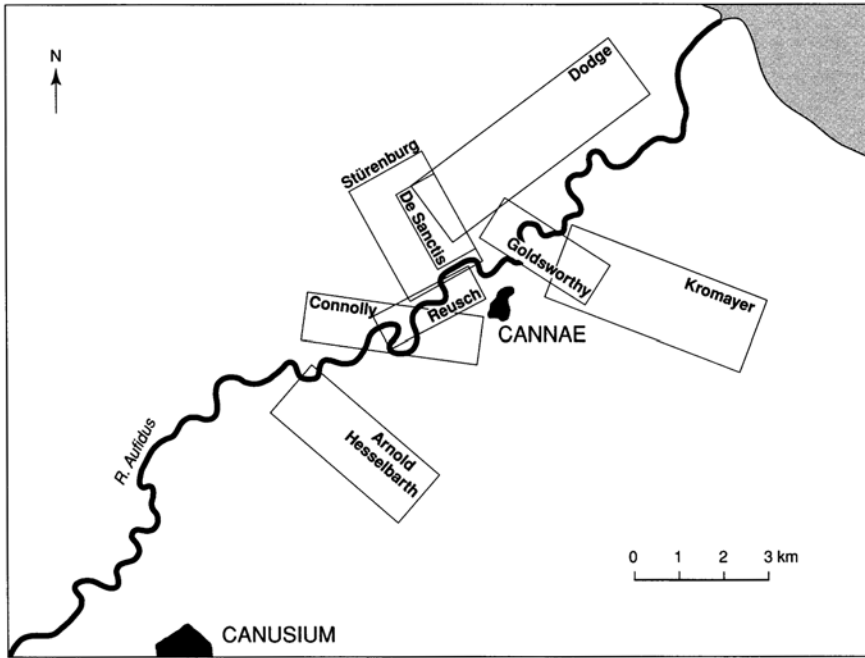 N
Dodge
Stürenburg
De Sanctis
Goldsworthy
Kromayer
Connolly
Reusch
CANNAE
Arnold
Hesselbarth
R. Aufidus
0 1 2 3 km
CANUSIUM